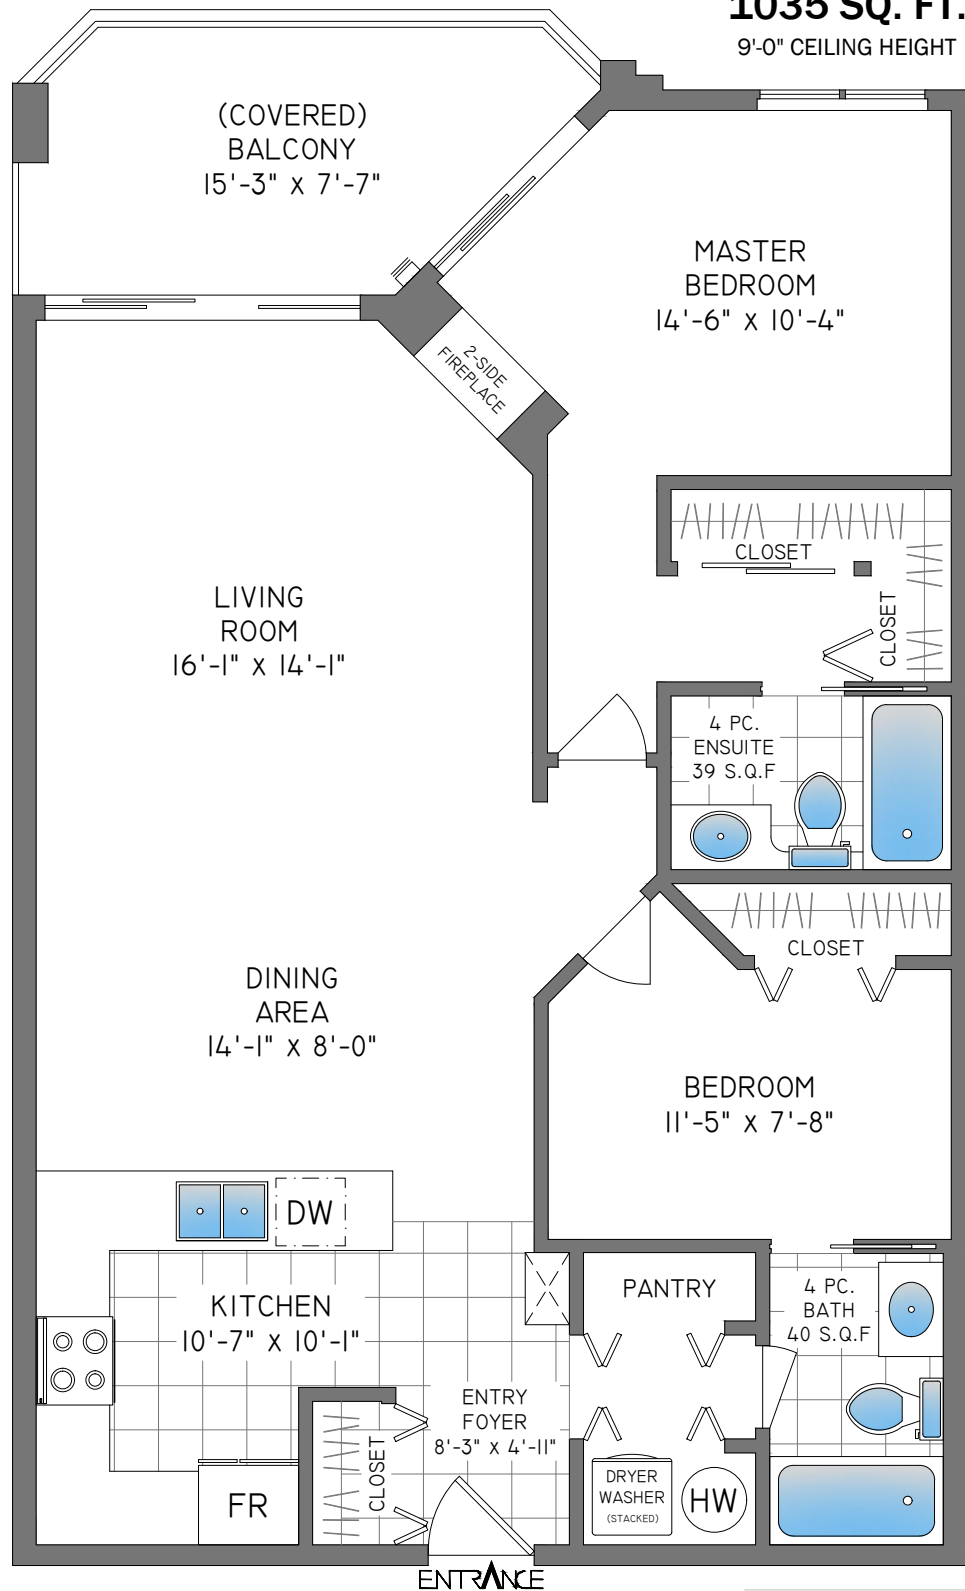 1035 SQ. FT.
9'-0" CEILING HEIGHT
(COVERED)
BALCONY
15'-3" X 7'-7"
MASTER
BEDROOM
14'-6" X 10'-4"
2-SIDE
FIREPLACE
CLOSET
CLOSET
LIVING
ROOM
16'-1" X 14'-1"
4 PC.
ENSUITE
39 S.Q.F
CLOSET
DINING
AREA
14'-1" X 8'-0"
BEDROOM
11'-5" X 7'-8"
DW
KITCHEN
10'-7" X 10'-1"
PANTRY
4 PC.
BATH
40 S.Q.F
ENTRY
FOYER
8'-3" X 4'-11"
CLOSET
FR
DRYER
WASHER
(STACKED)
HW
ENTRANCE